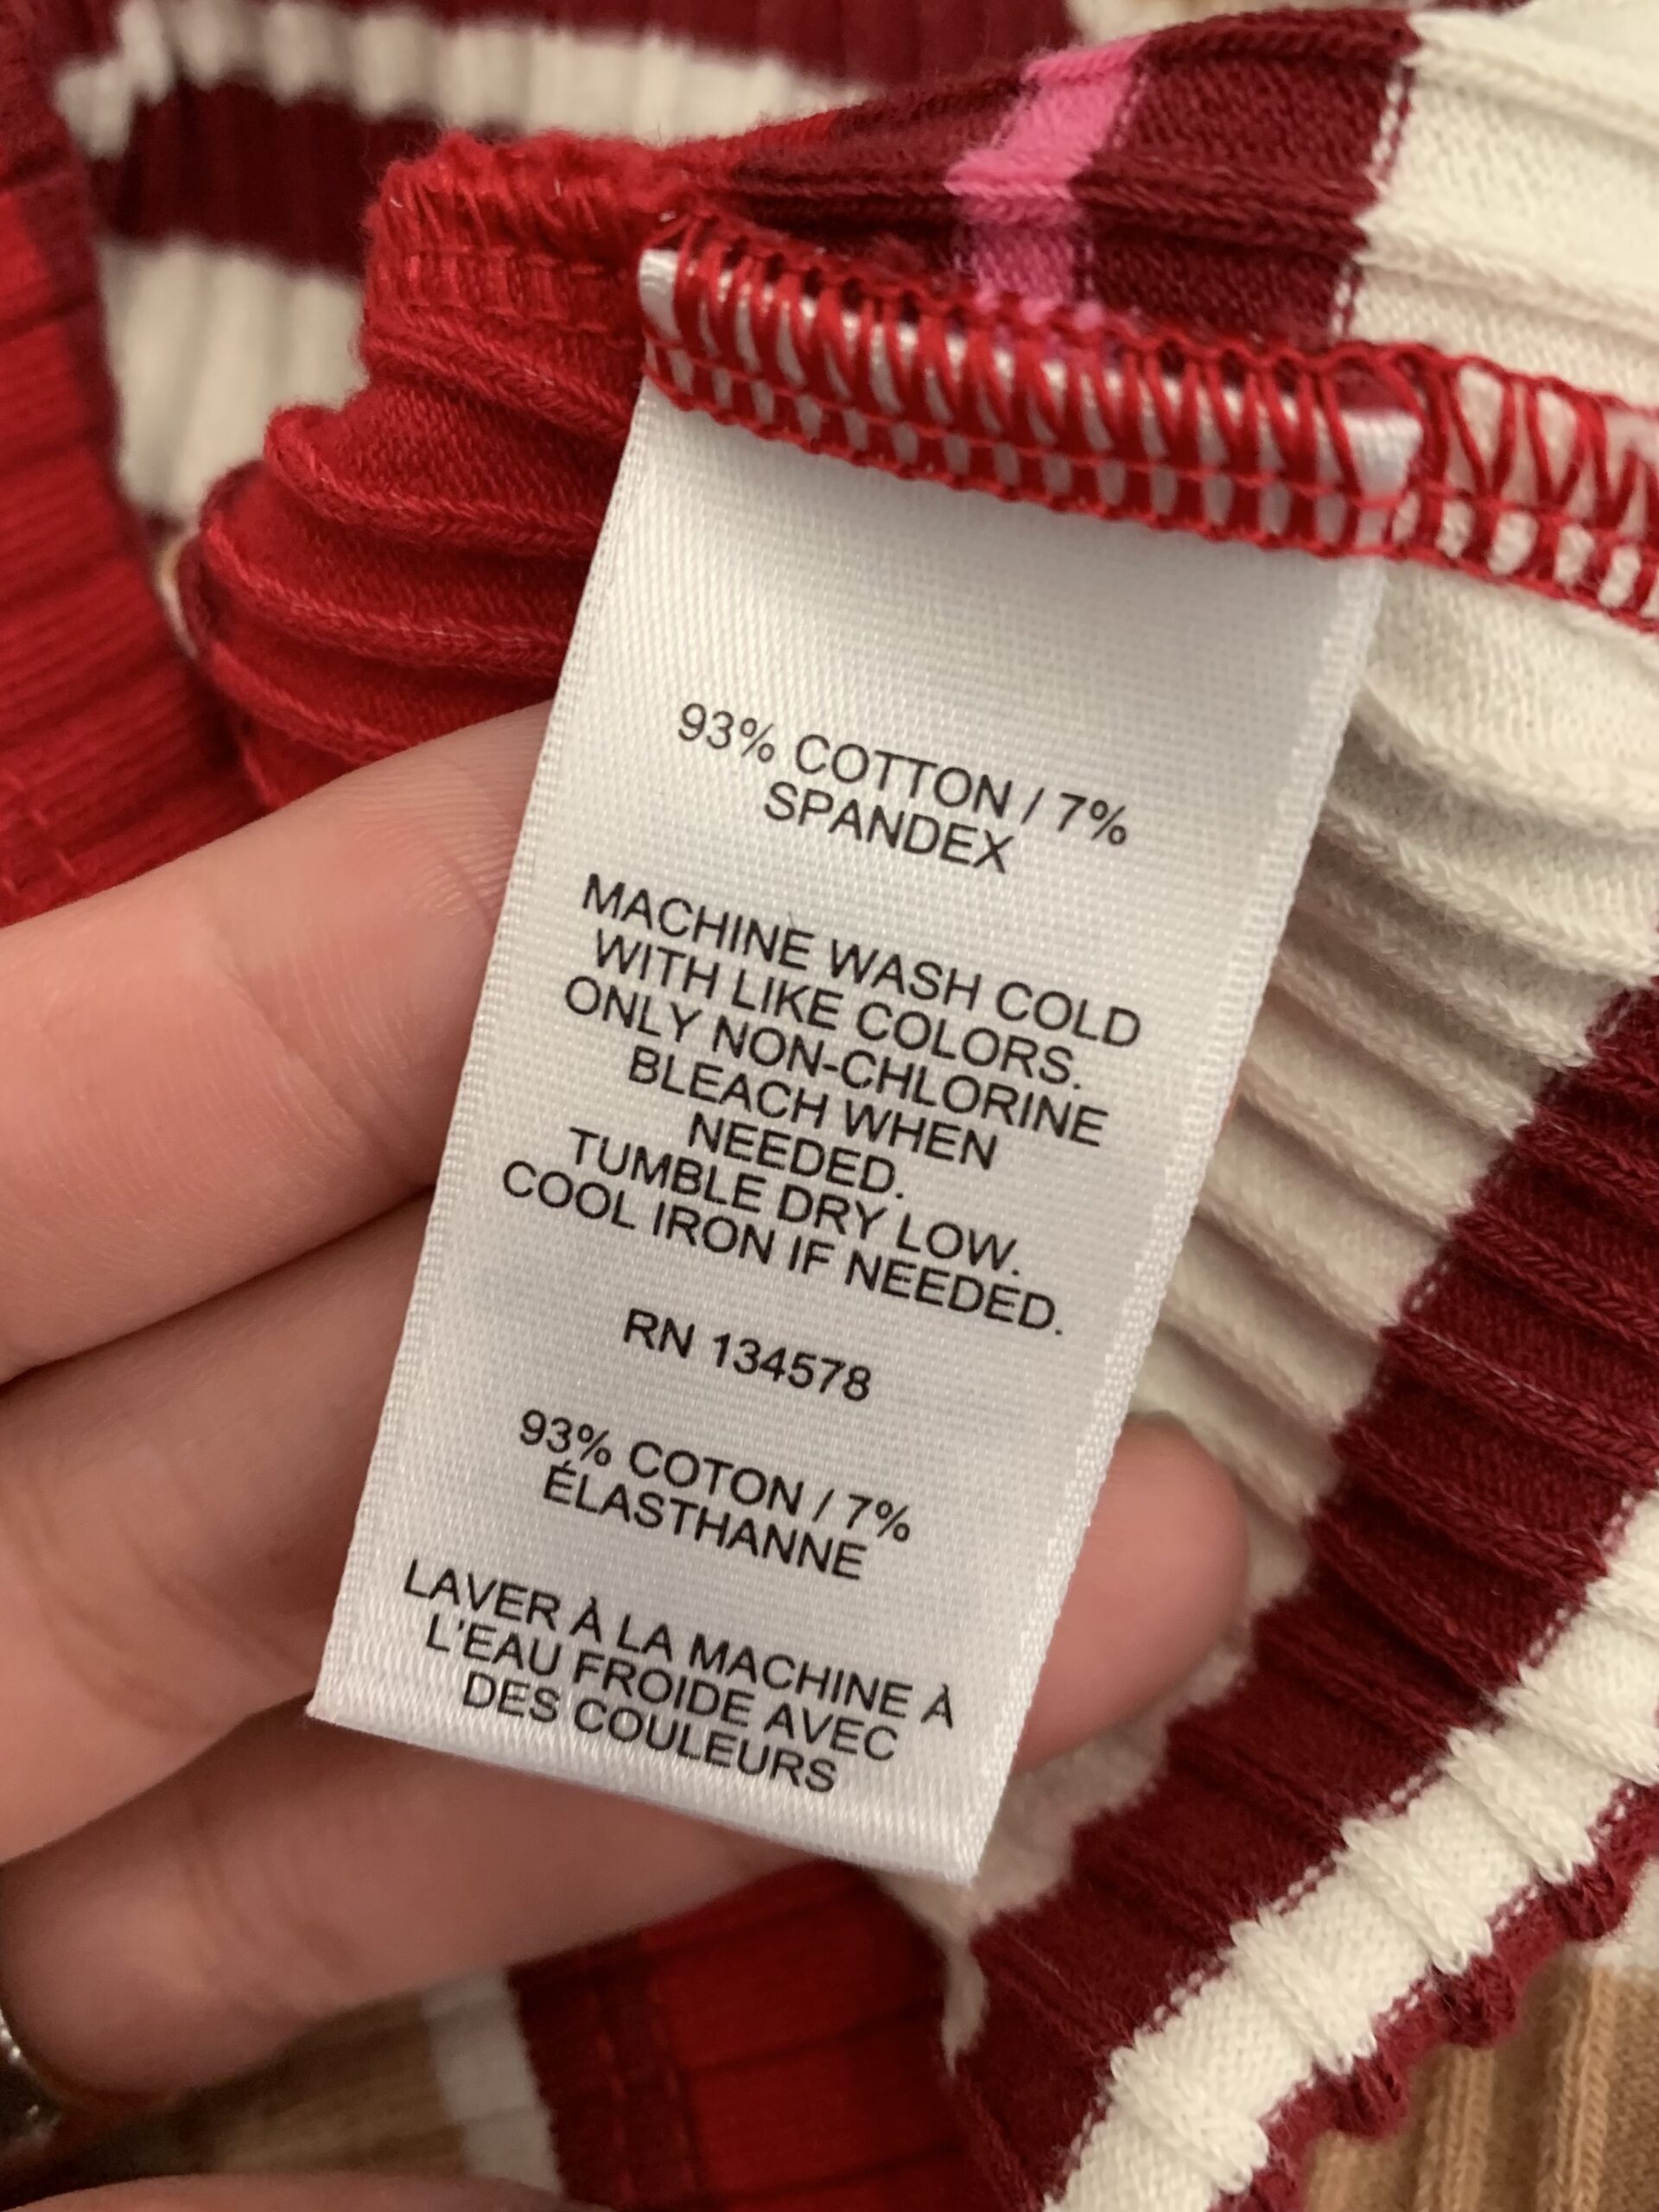 93% COTTON / 7%
SPANDEX
MACHINE WASH COLD
WITH LIKE COLORS.
ONLY NON-CHLORINE
BLEACH WHEN
NEEDED.
TUMBLE DRY LOW.
COOL IRON IF NEEDED.
RN 134578
93% COTON / 7%
ÉLASTHANNE
LAVER À LA MACHINE À
L'EAU FROIDE AVEC
DES COULEURS